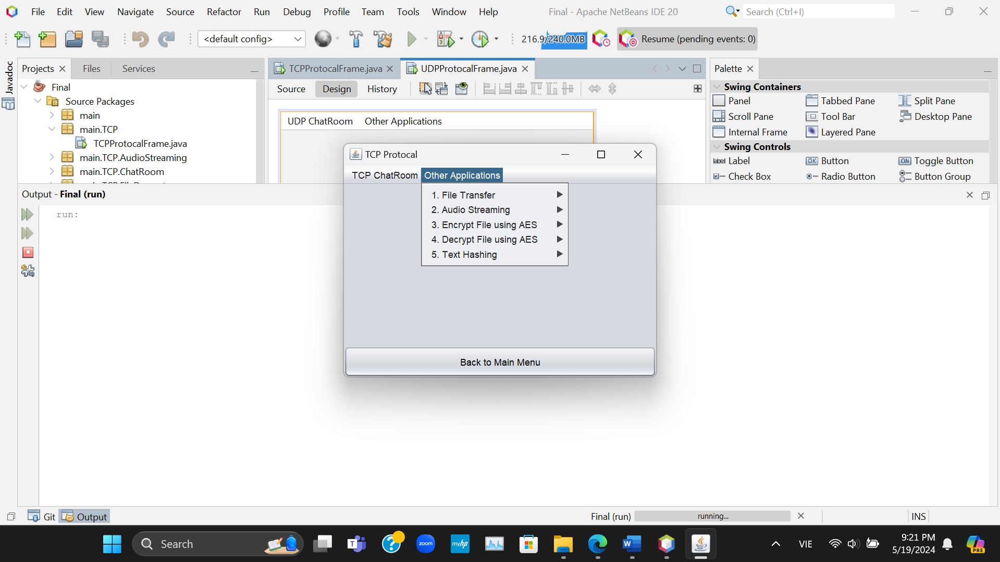 File Edit View Navigate Source Refactor Run Debug Profile Team Tools Window Help Final - Apache NetBeans IDE 20 Search (Ctrl+I)
<default config> 216.9/240.0MB Resume (pending events: 0)
Javadoc
Projects Files Services
Final
Source Packages
main
main.TCP
TCPProtocalFrame.java
main.TCP.AudioStreaming
main.TCP.ChatRoom
TCPProtocalFrame.java UDPProtocalFrame.java
Source Design History
UDP ChatRoom Other Applications
Palette
Swing Containers
Panel Tabbed Pane Split Pane
Scroll Pane Tool Bar Desktop Pane
Internal Frame Layered Pane
Swing Controls
label Label OK Button ON Toggle Button
Check Box Radio Button Button Group
TCP Protocal
TCP ChatRoom Other Applications
1. File Transfer
2. Audio Streaming
3. Encrypt File using AES
4. Decrypt File using AES
5. Text Hashing
Back to Main Menu
Output - Final (run)
run:
Git Output Final (run) running... INS
Search zoom myhp VIE 9:21 PM
5/19/2024 PRE